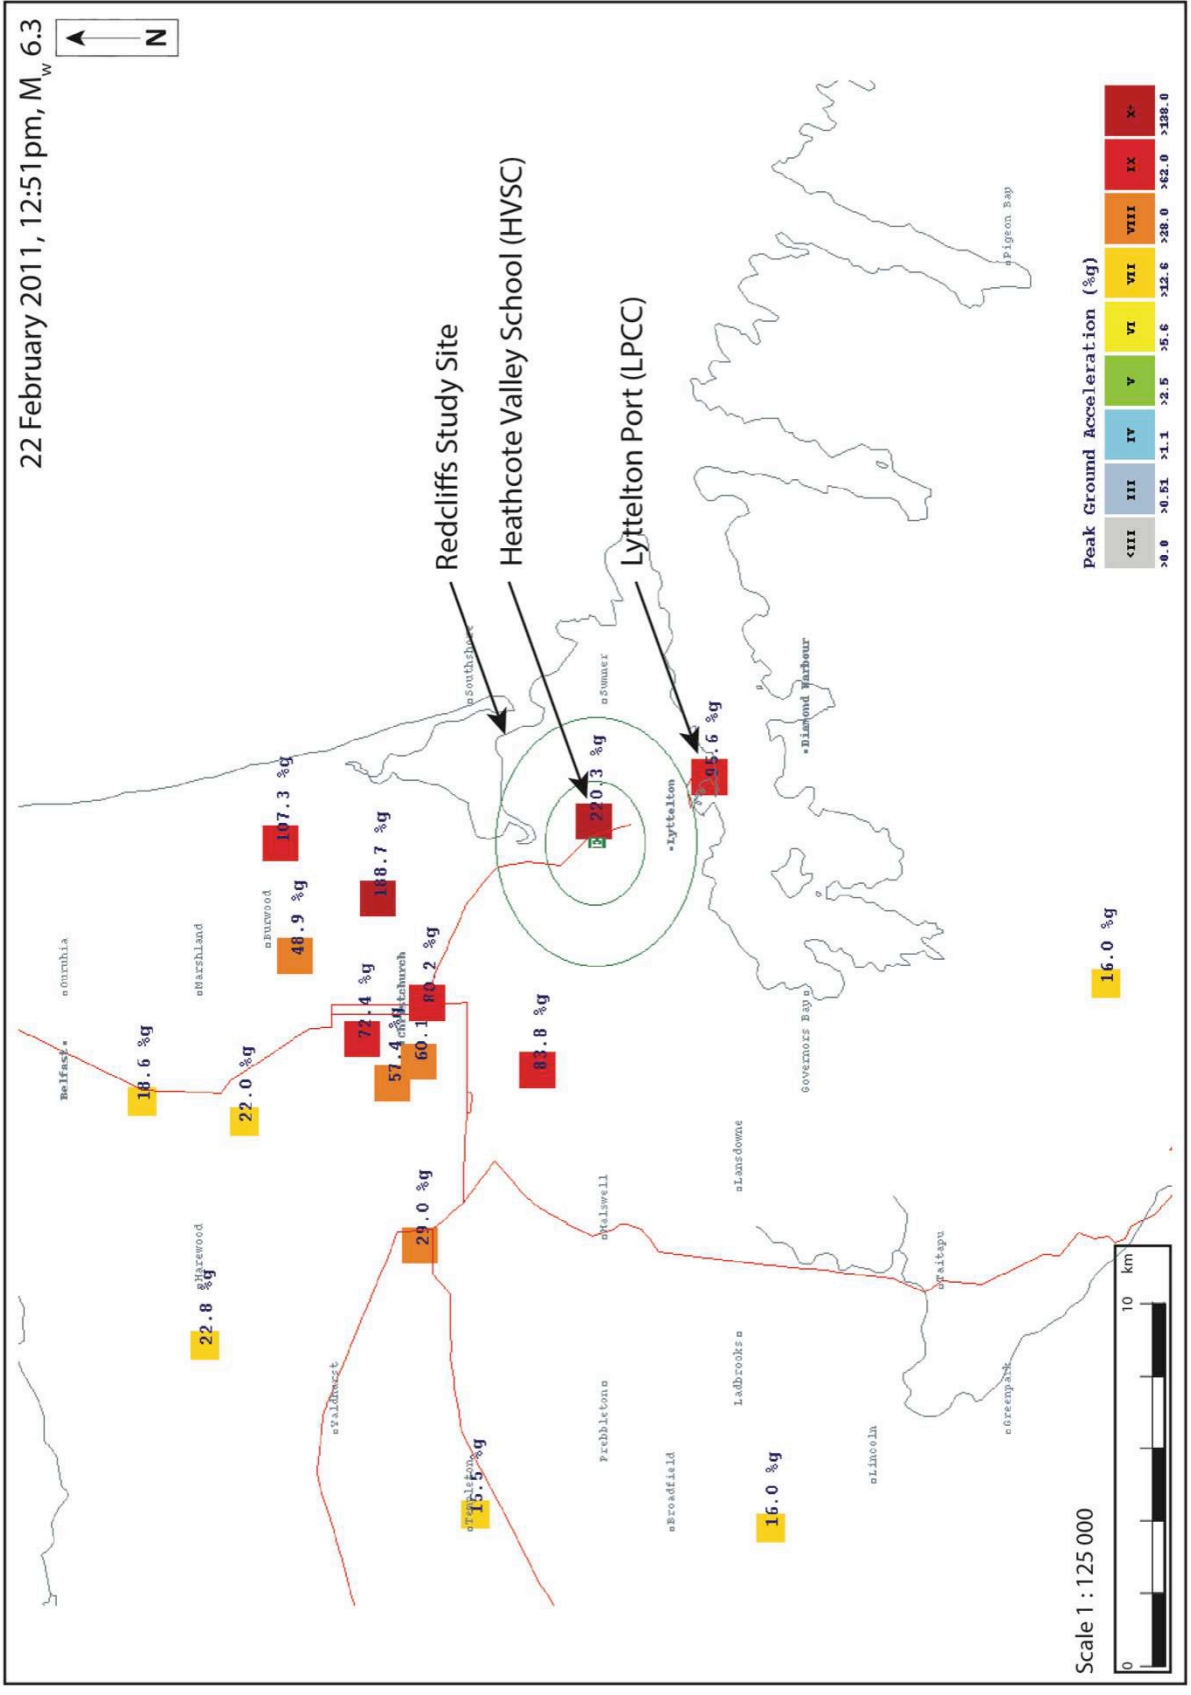 22 February 2011, 12:51pm, Mw 6.3
N
Redcliffs Study Site
Heathcote Valley School (HVSC)
Lyttelton Port (LPCC)
Belfast
Ouruhia
18.6 %g
Marshland
22.0 %g
Harewood
22.8 %g
Burwood
107.3 %g
48.9 %g
188.7 %g
72.4 %g
Christchurch
57.4 %g
60.1
80.2 %g
29.0 %g
Southshore
Templeton
15.5 %g
83.8 %g
Sumner
220.3 %g
E
Halswell
Prebbleton
Lyttelton
95.6 %g
Broadfield
Lansdowne
Ladbrooks
16.0 %g
Diamond Harbour
Governors Bay
Lincoln
Taitapu
Pigeon Bay
Greenpark
16.0 %g
Peak Ground Acceleration (%g)
<III III IV V VI VII VIII IX X+
>0.0 >0.51 >1.1 >2.5 >5.6 >12.6 >28.0 >62.0 >138.0
Scale 1 : 125 000
0 10 km